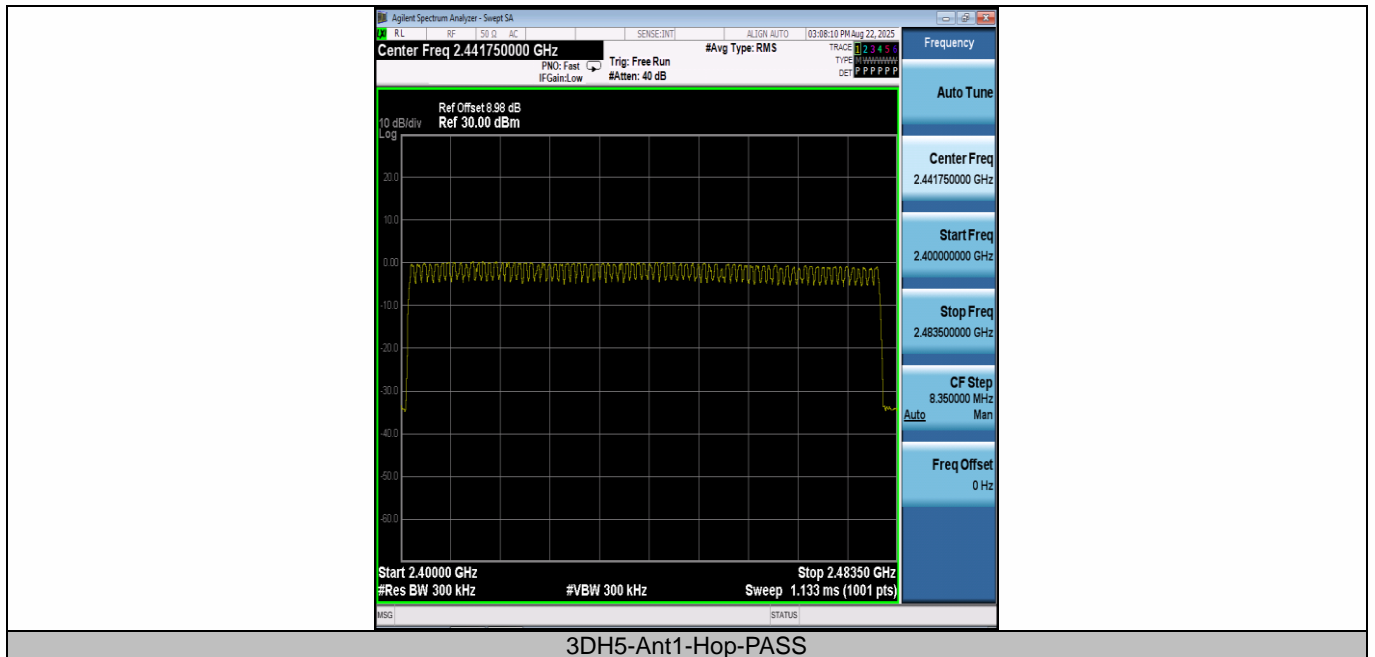 Agilent Spectrum Analyzer - Swept SA
RL RF 50 Ω AC SENSE:INT ALIGN AUTO 03:08:10 PM Aug 22, 2025
Center Freq 2.441750000 GHz #Avg Type: RMS TRACE 1 2 3 4 5 6
PNO: Fast Trig: Free Run TYPE M W W W W W
IFGain:Low #Atten: 40 dB DET P P P P P P
Frequency
Auto Tune
Ref Offset 8.98 dB
10 dB/div Ref 30.00 dBm
Log
20.0
10.0
0.00
-10.0
-20.0
-30.0
-40.0
-50.0
-60.0
Center Freq
2.441750000 GHz
Start Freq
2.400000000 GHz
Stop Freq
2.483500000 GHz
CF Step
8.350000 MHz
Auto Man
Freq Offset
0 Hz
Start 2.40000 GHz Stop 2.48350 GHz
#Res BW 300 kHz #VBW 300 kHz Sweep 1.133 ms (1001 pts)
MSG STATUS
3DH5-Ant1-Hop-PASS